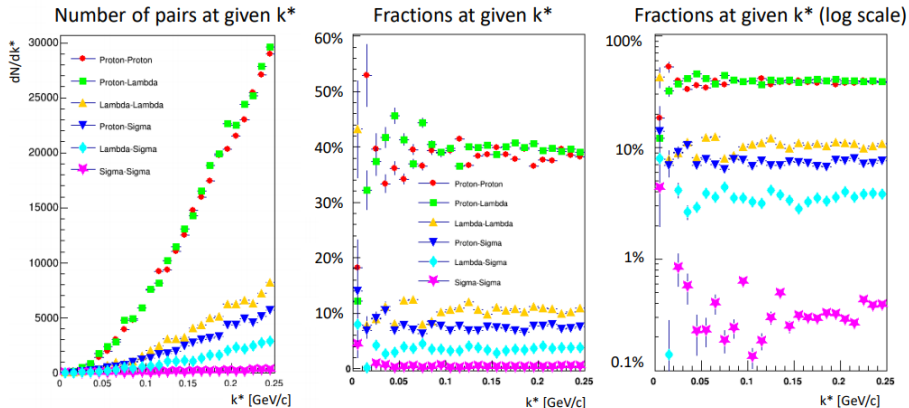 Number of pairs at given k*
dN/dk*
30000
25000
20000
15000
10000
5000
0
Proton-Proton
Proton-Lambda
Lambda-Lambda
Proton-Sigma
Lambda-Sigma
Sigma-Sigma
0 0.05 0.1 0.15 0.2 0.25
k* [GeV/c]
Fractions at given k*
60%
50%
40%
30%
20%
10%
0
Proton-Proton
Proton-Lambda
Lambda-Lambda
Proton-Sigma
Lambda-Sigma
Sigma-Sigma
0 0.05 0.1 0.15 0.2 0.25
k* [GeV/c]
Fractions at given k* (log scale)
100%
10%
1%
0.1%
0 0.05 0.1 0.15 0.2 0.25
k* [GeV/c]